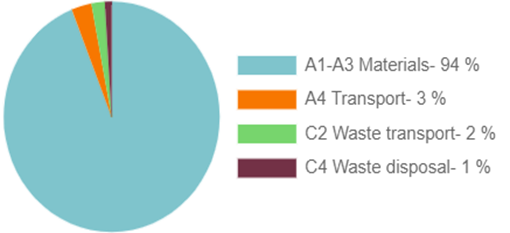 A1-A3 Materials- 94 %
A4 Transport- 3 %
C2 Waste transport- 2 %
C4 Waste disposal- 1 %